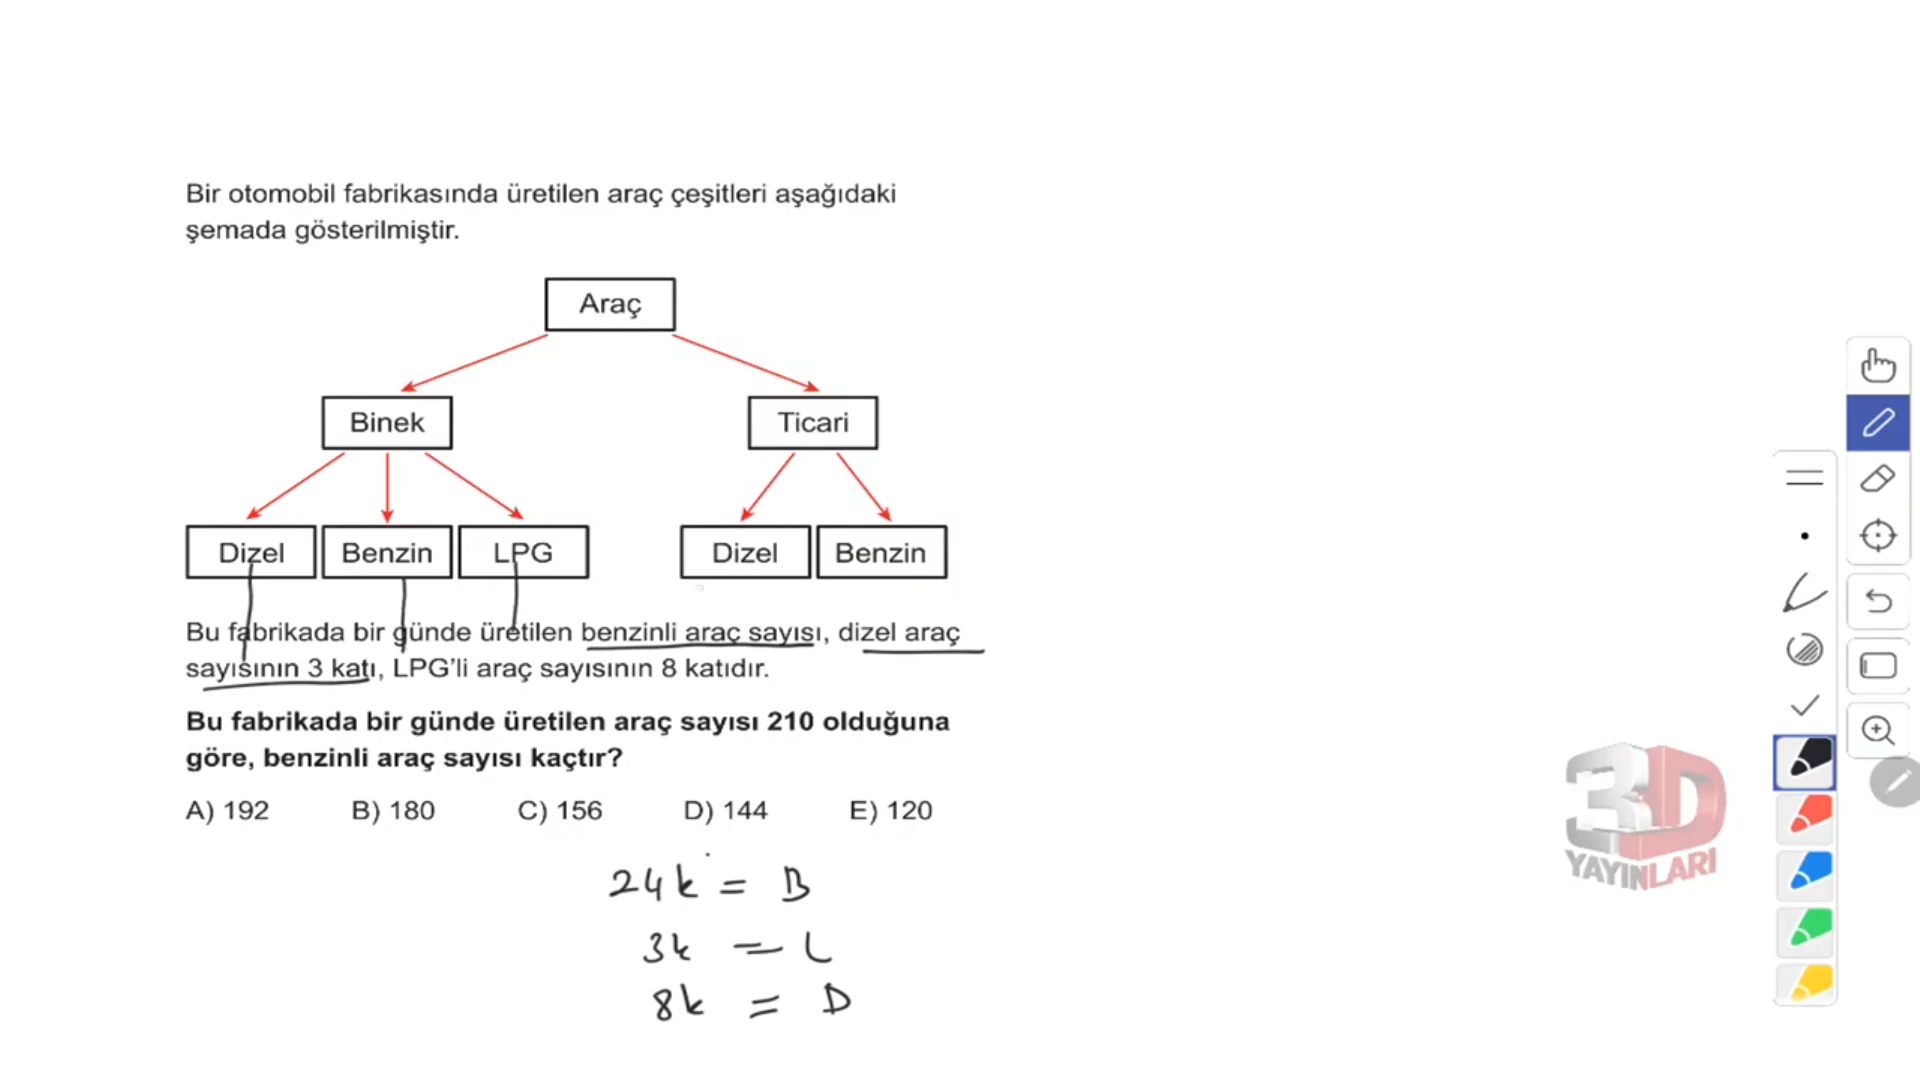 Bir otomobil fabrikasında üretilen araç çeşitleri aşağıdaki
şemada gösterilmiştir.
Araç
Binek
Ticari
Dizel
Benzin
LPG
Dizel
Benzin
Bu fabrikada bir günde üretilen benzinli araç sayısı, dizel araç
sayısının 3 katı, LPG'li araç sayısının 8 katıdır.
Bu fabrikada bir günde üretilen araç sayısı 210 olduğuna
göre, benzinli araç sayısı kaçtır?
A) 192 B) 180 C) 156 D) 144 E) 120
24k = B
3k = L
8k = D
3D
YAYINLARI